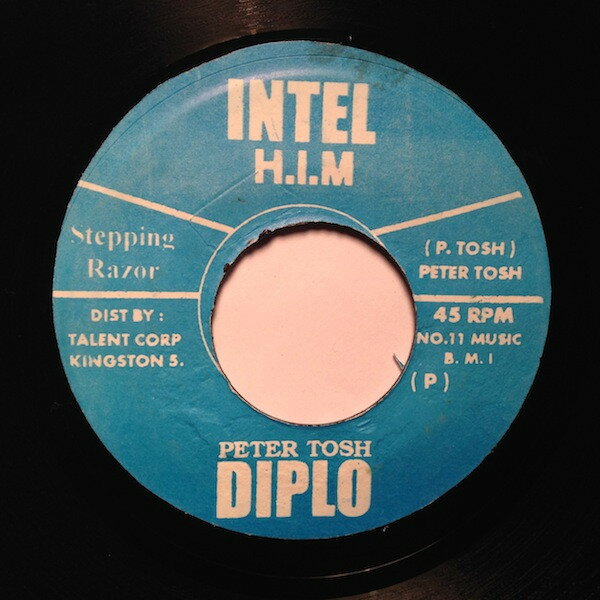 INTEL
H.I.M
Stepping
Razor
( P. TOSH )
PETER TOSH
DIST BY :
TALENT CORP
KINGSTON 5.
45 RPM
NO.11 MUSIC
B. M. I
( P )
PETER TOSH
DIPLO